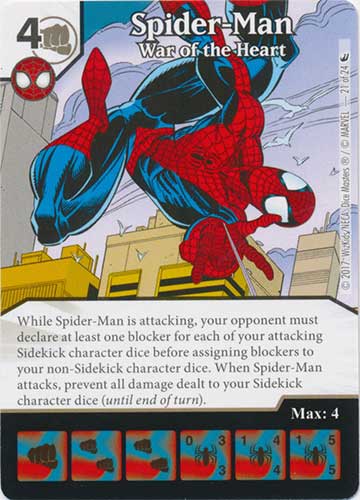 4
Spider-Man
War of the Heart
© 2017 WizKids/NECA. Dice Masters ® / © MARVEL — 21 of 24
While Spider-Man is attacking, your opponent must
declare at least one blocker for each of your attacking
Sidekick character dice before assigning blockers to
your non-Sidekick character dice. When Spider-Man
attacks, prevent all damage dealt to your Sidekick
character dice (until end of turn).
Max: 4
0 3 3
1 4 4
1 5 5